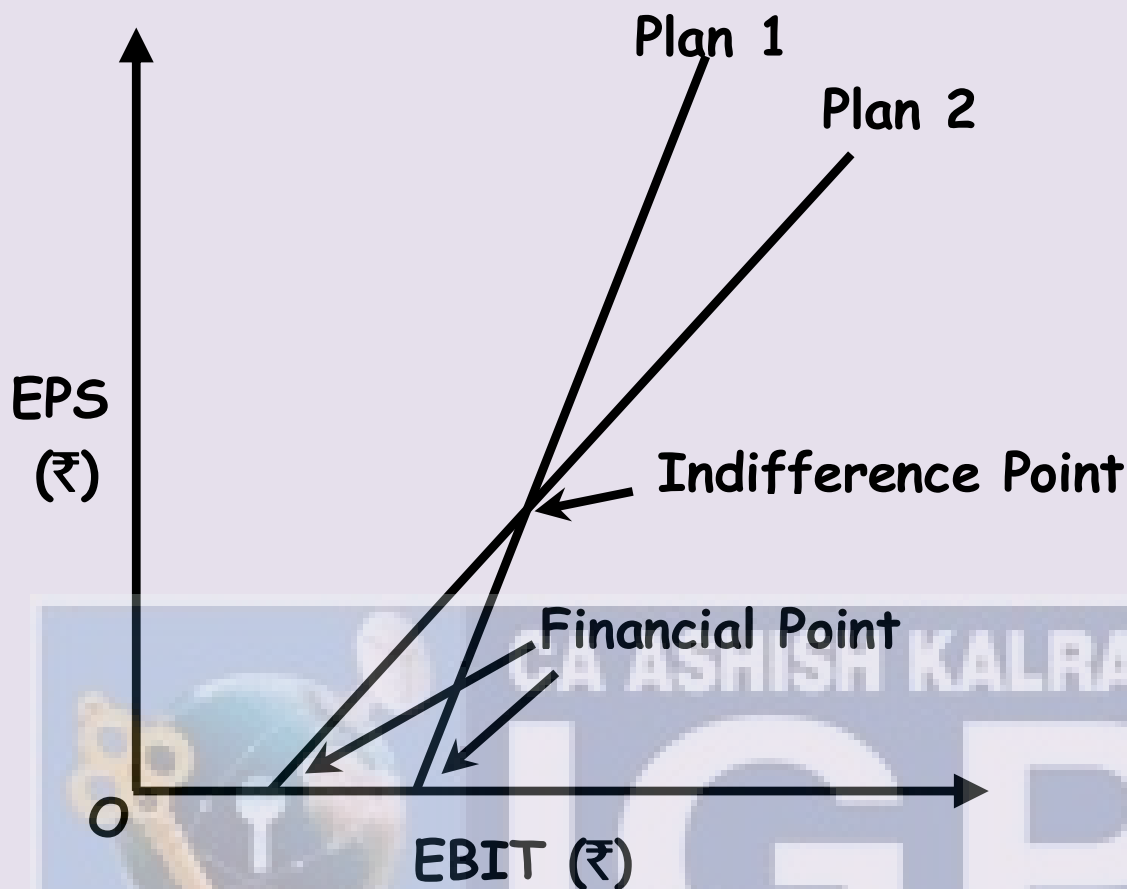 Plan 1
Plan 2
EPS
(₹)
Indifference Point
Financial Point
CA ASHISH KALRA
O
EBIT (₹)